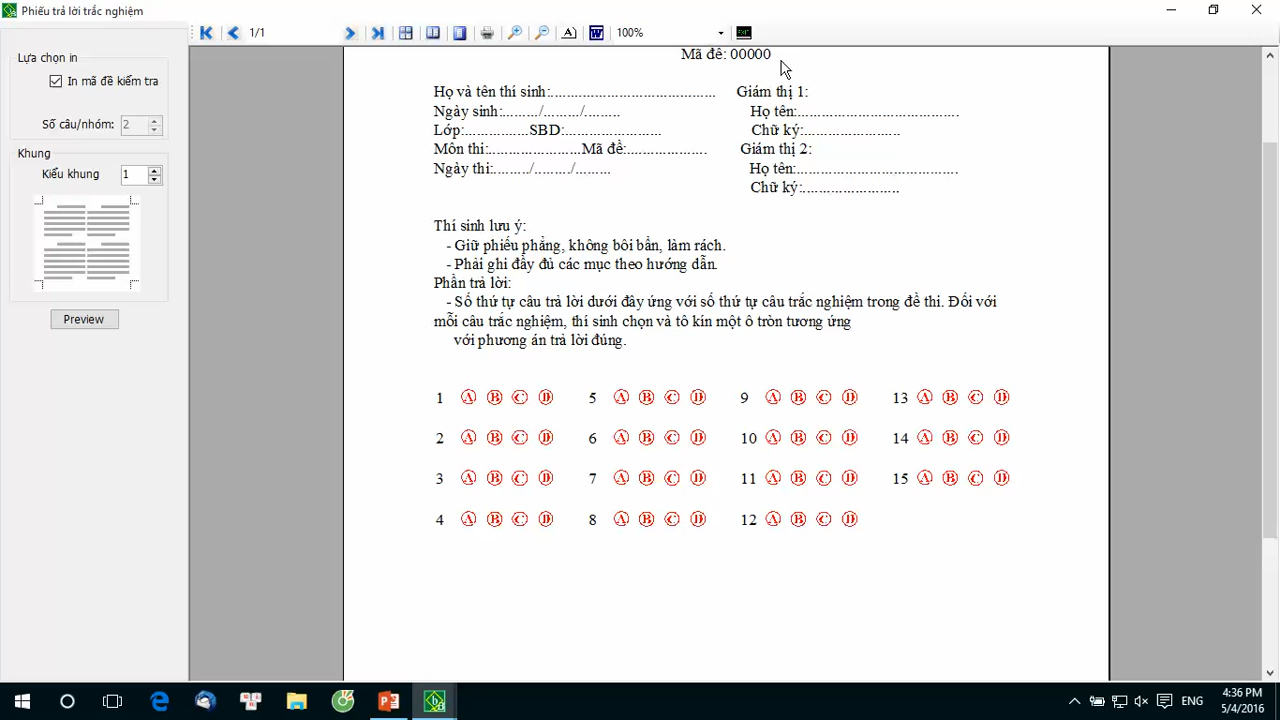 Phiếu trả lời trắc nghiệm
1/1
100%
Lựa chọn in
In mã đề kiểm tra
Số câu/nhóm: 2
Khung
Kiểu khung 1
Preview
Mã đề: 00000
Họ và tên thí sinh:......................................... Giám thị 1:
Ngày sinh:........./........../......... Họ tên:........................................
Lớp:................SBD:........................ Chữ ký:........................
Môn thi:.......................Mã đề:.................... Giám thị 2:
Ngày thi:........./........../......... Họ tên:........................................
Chữ ký:........................
Thí sinh lưu ý:
- Giữ phiếu phẳng, không bôi bẩn, làm rách.
- Phải ghi đầy đủ các mục theo hướng dẫn.
Phần trả lời:
- Số thứ tự câu trả lời dưới đây ứng với số thứ tự câu trắc nghiệm trong đề thi. Đối với
mỗi câu trắc nghiệm, thí sinh chọn và tô kín một ô tròn tương ứng
với phương án trả lời đúng.
1 A B C D 5 A B C D 9 A B C D 13 A B C D
2 A B C D 6 A B C D 10 A B C D 14 A B C D
3 A B C D 7 A B C D 11 A B C D 15 A B C D
4 A B C D 8 A B C D 12 A B C D
ENG
4:36 PM
5/4/2016